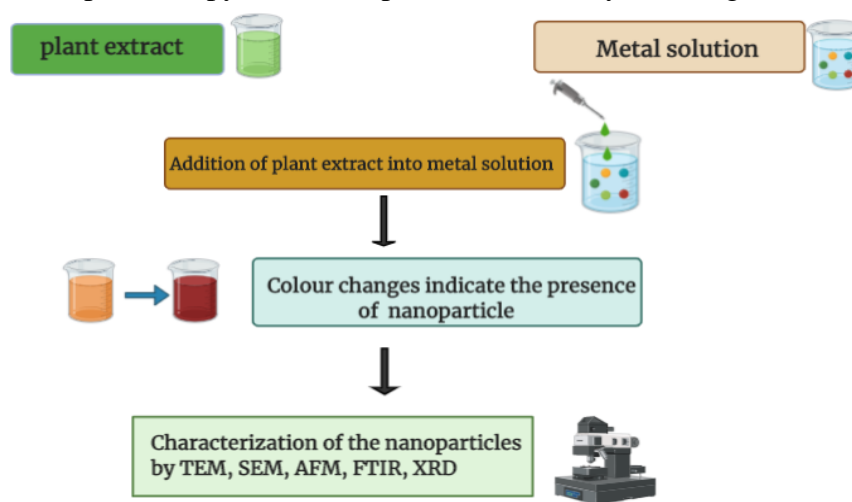 plant extract
Metal solution
Addition of plant extract into metal solution
Colour changes indicate the presence
of nanoparticle
Characterization of the nanoparticles
by TEM, SEM, AFM, FTIR, XRD